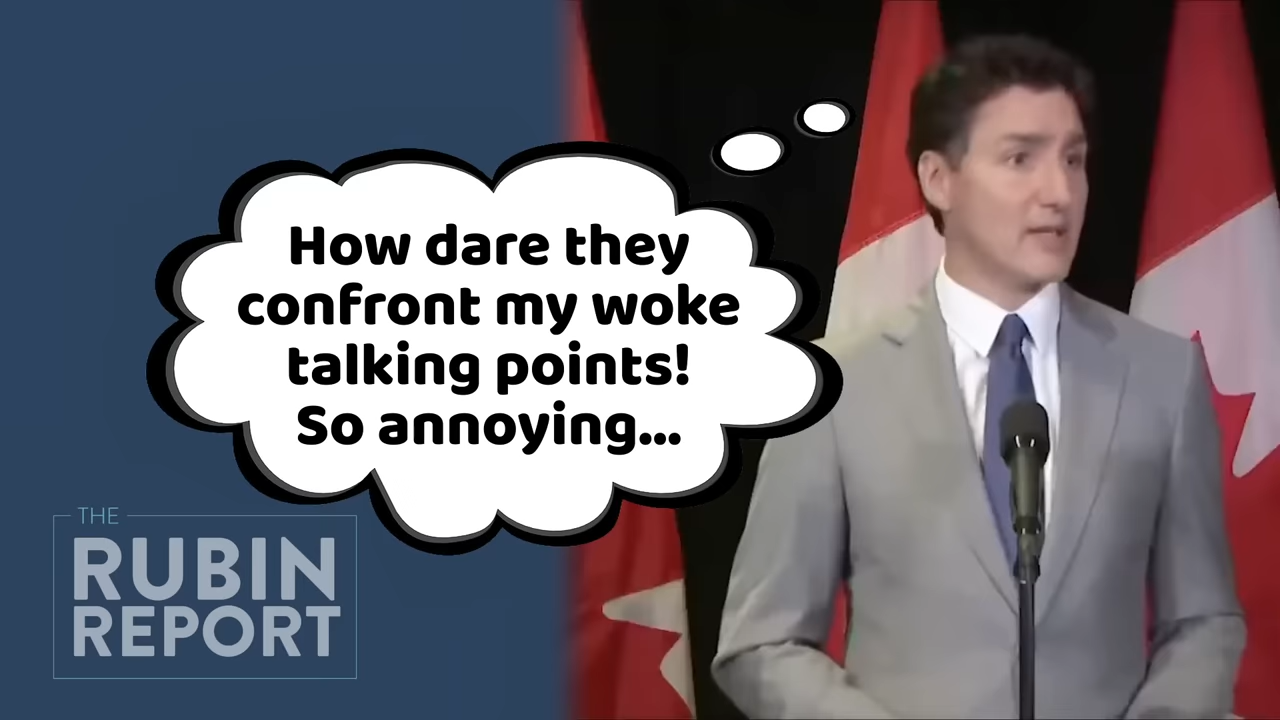 How dare they
confront my woke
talking points!
So annoying...
THE
RUBIN
REPORT